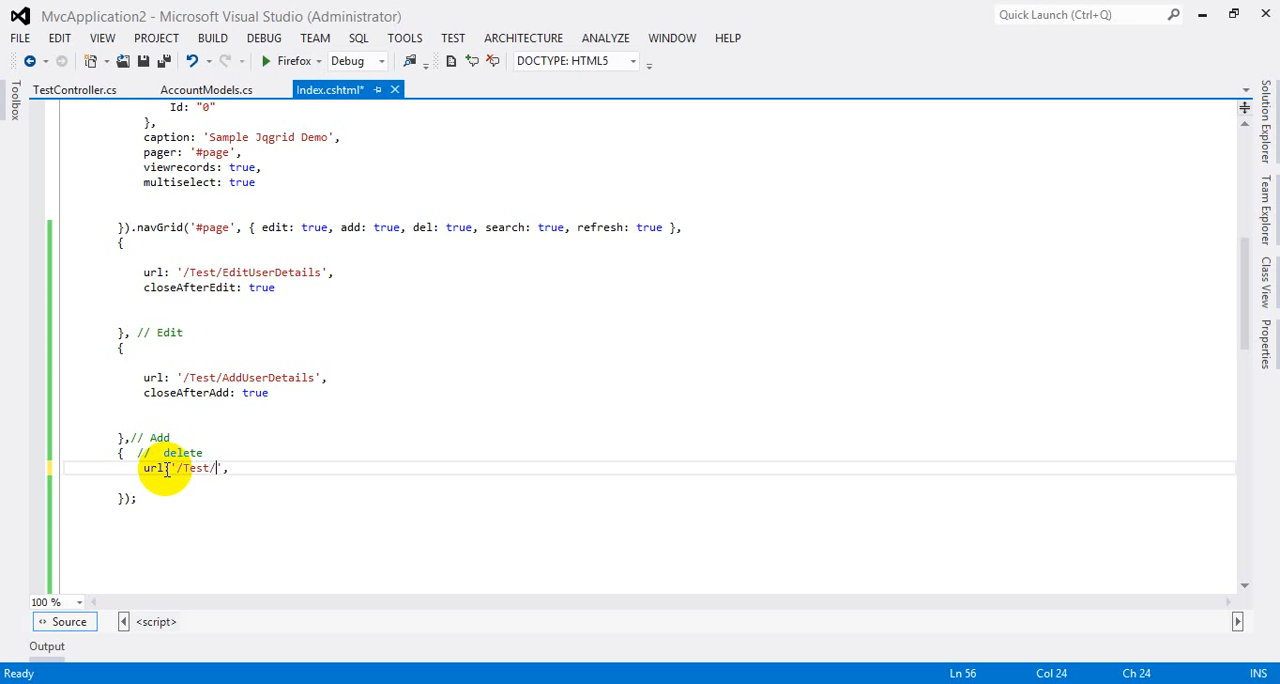 MvcApplication2 - Microsoft Visual Studio (Administrator)
Quick Launch (Ctrl+Q)
FILE EDIT VIEW PROJECT BUILD DEBUG TEAM SQL TOOLS TEST ARCHITECTURE ANALYZE WINDOW HELP
Firefox Debug DOCTYPE: HTML5
Toolbox
TestController.cs AccountModels.cs Index.cshtml*
Id: "0"
},
caption: 'Sample Jqgrid Demo',
pager: '#page',
viewrecords: true,
multiselect: true
}).navGrid('#page', { edit: true, add: true, del: true, search: true, refresh: true },
{
url: '/Test/EditUserDetails',
closeAfterEdit: true
}, // Edit
{
url: '/Test/AddUserDetails',
closeAfterAdd: true
},// Add
{ // delete
url:'/Test/',
});
100 %
Source <script>
Output
Ready Ln 56 Col 24 Ch 24 INS
Solution Explorer
Team Explorer
Class View
Properties